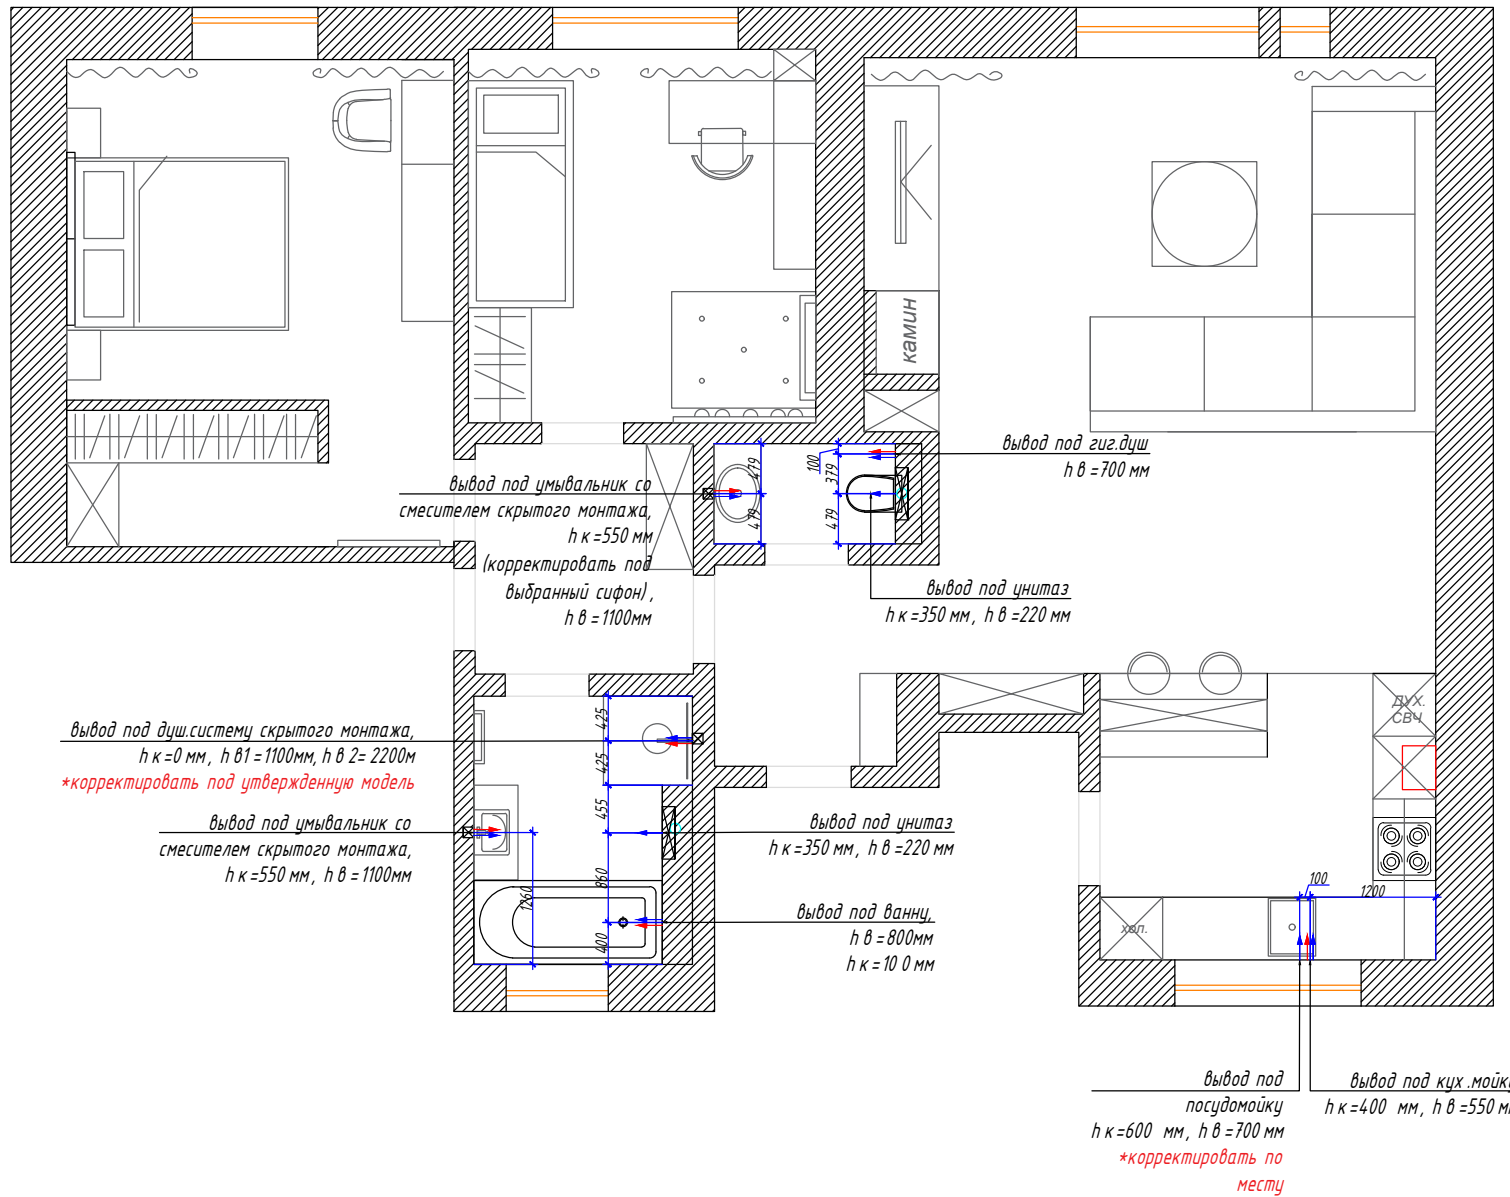 камин
вывод под гиг.душ
h в =700 мм
100
479
379
479
479
вывод под умывальник со
смесителем скрытого монтажа,
h к =550 мм
(корректировать под
выбранный сифон) ,
h в =1100мм
вывод под унитаз
h к =350 мм, h в =220 мм
ДУХ.
СВЧ
425
425
455
860
400
1260
вывод под душ.систему скрытого монтажа,
h к =0 мм, h в1 =1100мм, h в 2= 2200м
*корректировать под утвержденную модель
вывод под умывальник со
смесителем скрытого монтажа,
h к =550 мм, h в =1100мм
вывод под унитаз
h к =350 мм, h в =220 мм
вывод под ванну,
h в =800мм
h к =10 0 мм
100
1200
хол.
вывод под
посудомойку
h к =600 мм, h в =700 мм
*корректировать по
месту
вывод под кух .мойку
h к =400 мм, h в =550 м